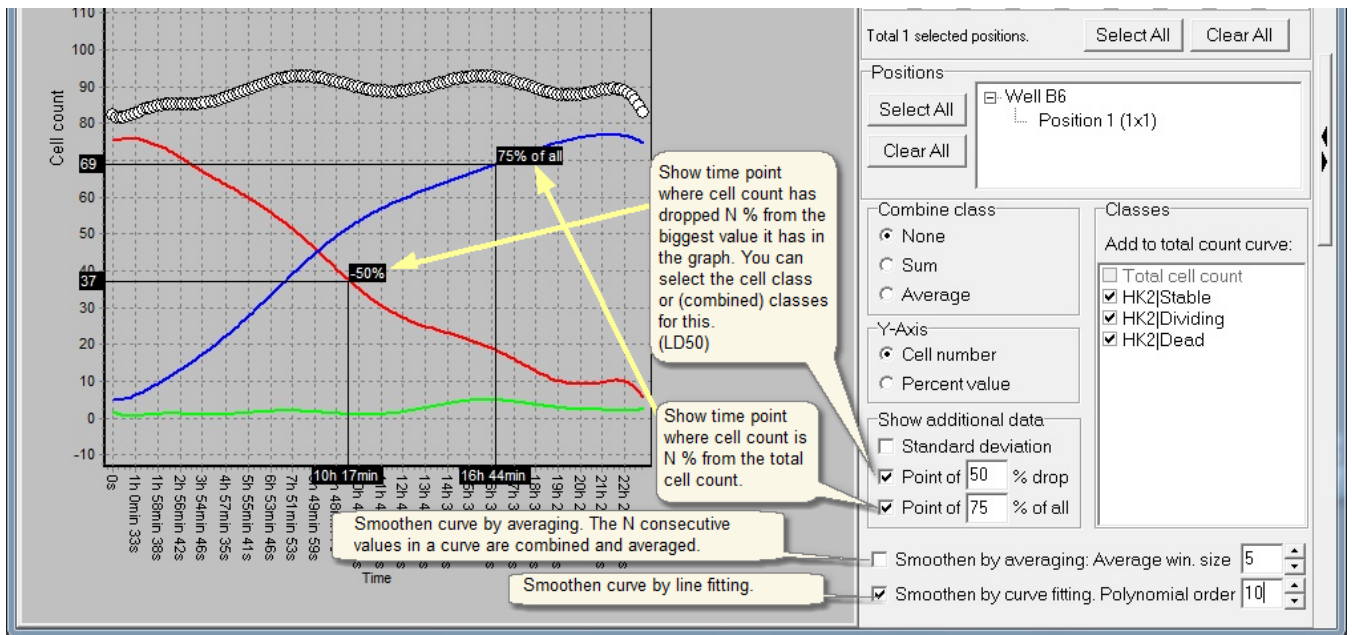 110
100
90
80
69
60
50
40
37
30
20
10
0
-10
Cell count
75% of all
-50%
10h 17min
16h 44min
0s
1h 0min 33s
1h 58min 38s
2h 56min 42s
3h 54min 46s
4h 55min 35s
5h 55min 41s
6h 53min 46s
7h 51min 53s
Time
Show time point
where cell count has
dropped N % from the
biggest value it has in
the graph. You can
select the cell class
or (combined) classes
for this.
(LD50)
Show time point
where cell count is
N % from the total
cell count.
Smoothen curve by averaging. The N consecutive
values in a curve are combined and averaged.
Smoothen curve by line fitting.
Total 1 selected positions.
Select All
Clear All
Positions
Select All
Clear All
Well B6
Position 1 (1x1)
Combine class
None
Sum
Average
Y-Axis
Cell number
Percent value
Show additional data
Standard deviation
Point of 50 % drop
Point of 75 % of all
Classes
Add to total count curve:
Total cell count
HK2|Stable
HK2|Dividing
HK2|Dead
Smoothen by averaging: Average win. size 5
Smoothen by curve fitting. Polynomial order 10